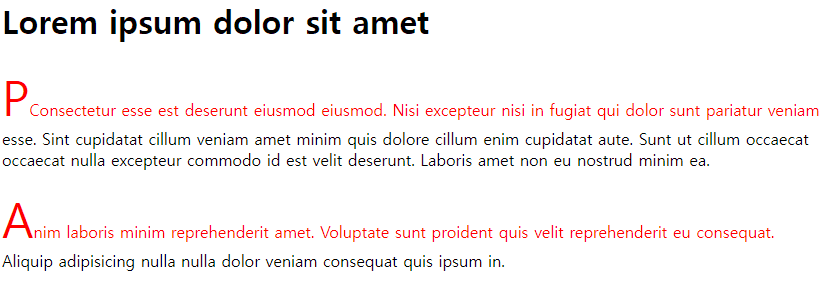 Lorem ipsum dolor sit amet
PConsectetur esse est deserunt eiusmod eiusmod. Nisi excepteur nisi in fugiat qui dolor sunt pariatur veniam
esse. Sint cupidatat cillum veniam amet minim quis dolore cillum enim cupidatat aute. Sunt ut cillum occaecat
occaecat nulla excepteur commodo id est velit deserunt. Laboris amet non eu nostrud minim ea.
Anim laboris minim reprehenderit amet. Voluptate sunt proident quis velit reprehenderit eu consequat.
Aliquip adipisicing nulla nulla dolor veniam consequat quis ipsum in.